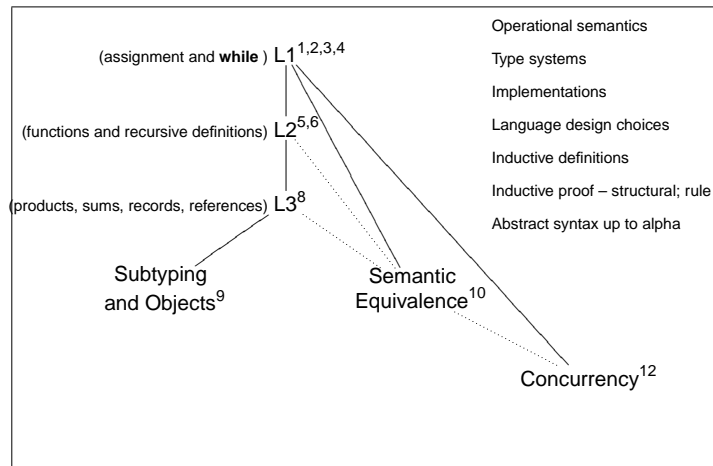 (assignment and while ) L1 1,2,3,4
(functions and recursive definitions) L2 5,6
(products, sums, records, references) L3 8
Subtyping
and Objects 9
Semantic
Equivalence 10
Concurrency 12
Operational semantics
Type systems
Implementations
Language design choices
Inductive definitions
Inductive proof – structural; rule
Abstract syntax up to alpha